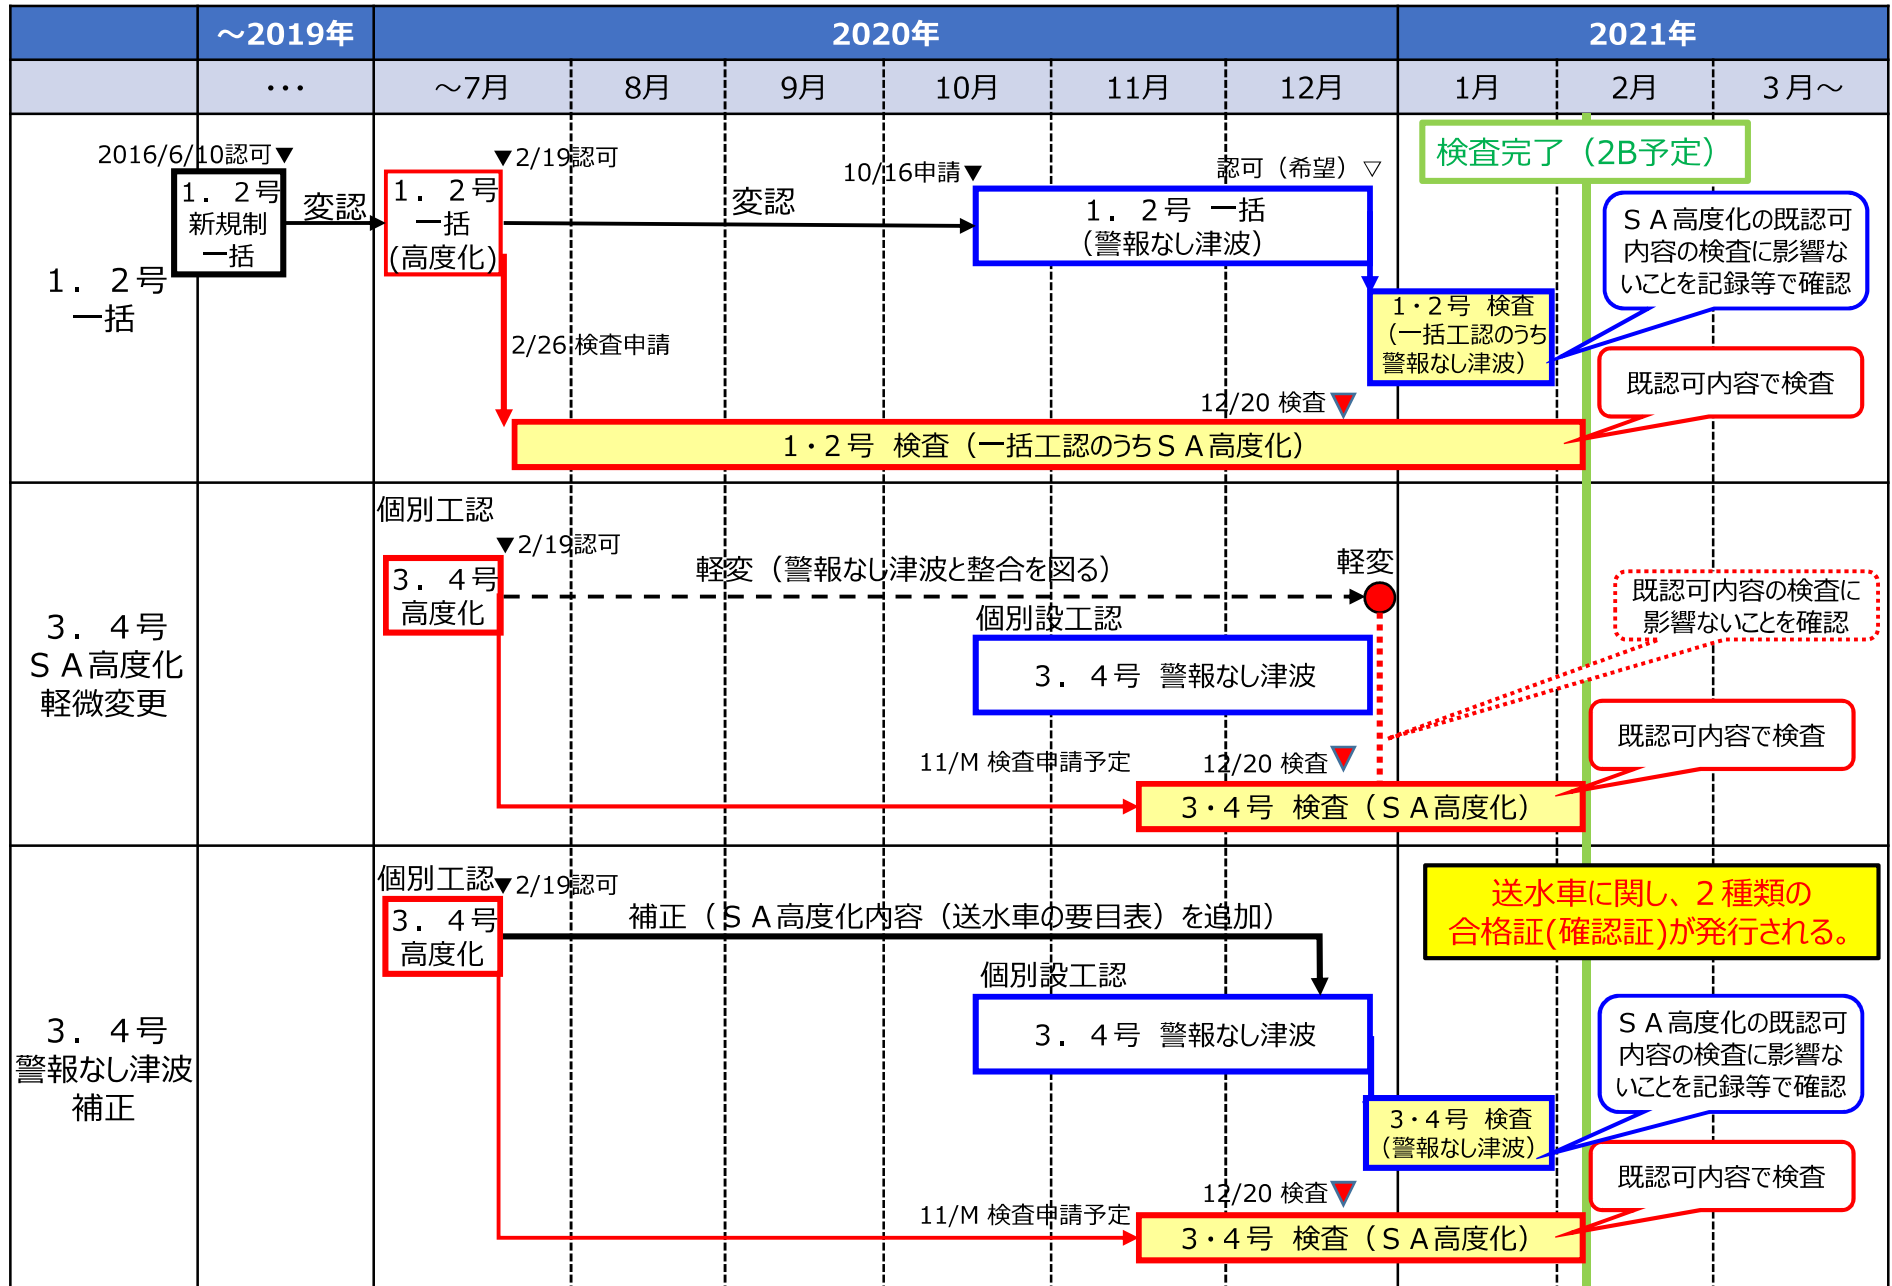 ～2019年
2020年
2021年
･･･
～7月
8月
9月
10月
11月
12月
1月
2月
３月～
１．２号
一括
2016/6/10認可▼
１．２号
新規制
一括
変認
▼2/19認可
１．２号
一括
(高度化)
変認
10/16申請▼
認可（希望）▽
１．２号 一括
（警報なし津波）
検査完了（2B予定）
ＳＡ高度化の既認可
内容の検査に影響な
いことを記録等で確認
1・２号 検査
（一括工認のうち
警報なし津波）
2/26 検査申請
既認可内容で検査
12/20 検査
1・２号 検査（一括工認のうちＳＡ高度化）
３．４号
ＳＡ高度化
軽微変更
個別工認
▼2/19認可
３．４号
高度化
軽変（警報なし津波と整合を図る）
軽変
個別設工認
３．４号 警報なし津波
既認可内容の検査に
影響ないことを確認
既認可内容で検査
11/M 検査申請予定
12/20 検査
3・４号 検査（ＳＡ高度化）
３．４号
警報なし津波
補正
個別工認
▼2/19認可
３．４号
高度化
補正（ＳＡ高度化内容（送水車の要目表）を追加）
個別設工認
３．４号 警報なし津波
送水車に関し、２種類の
合格証(確認証)が発行される。
ＳＡ高度化の既認可
内容の検査に影響な
いことを記録等で確認
3・４号 検査
（警報なし津波）
既認可内容で検査
11/M 検査申請予定
12/20 検査
3・４号 検査（ＳＡ高度化）